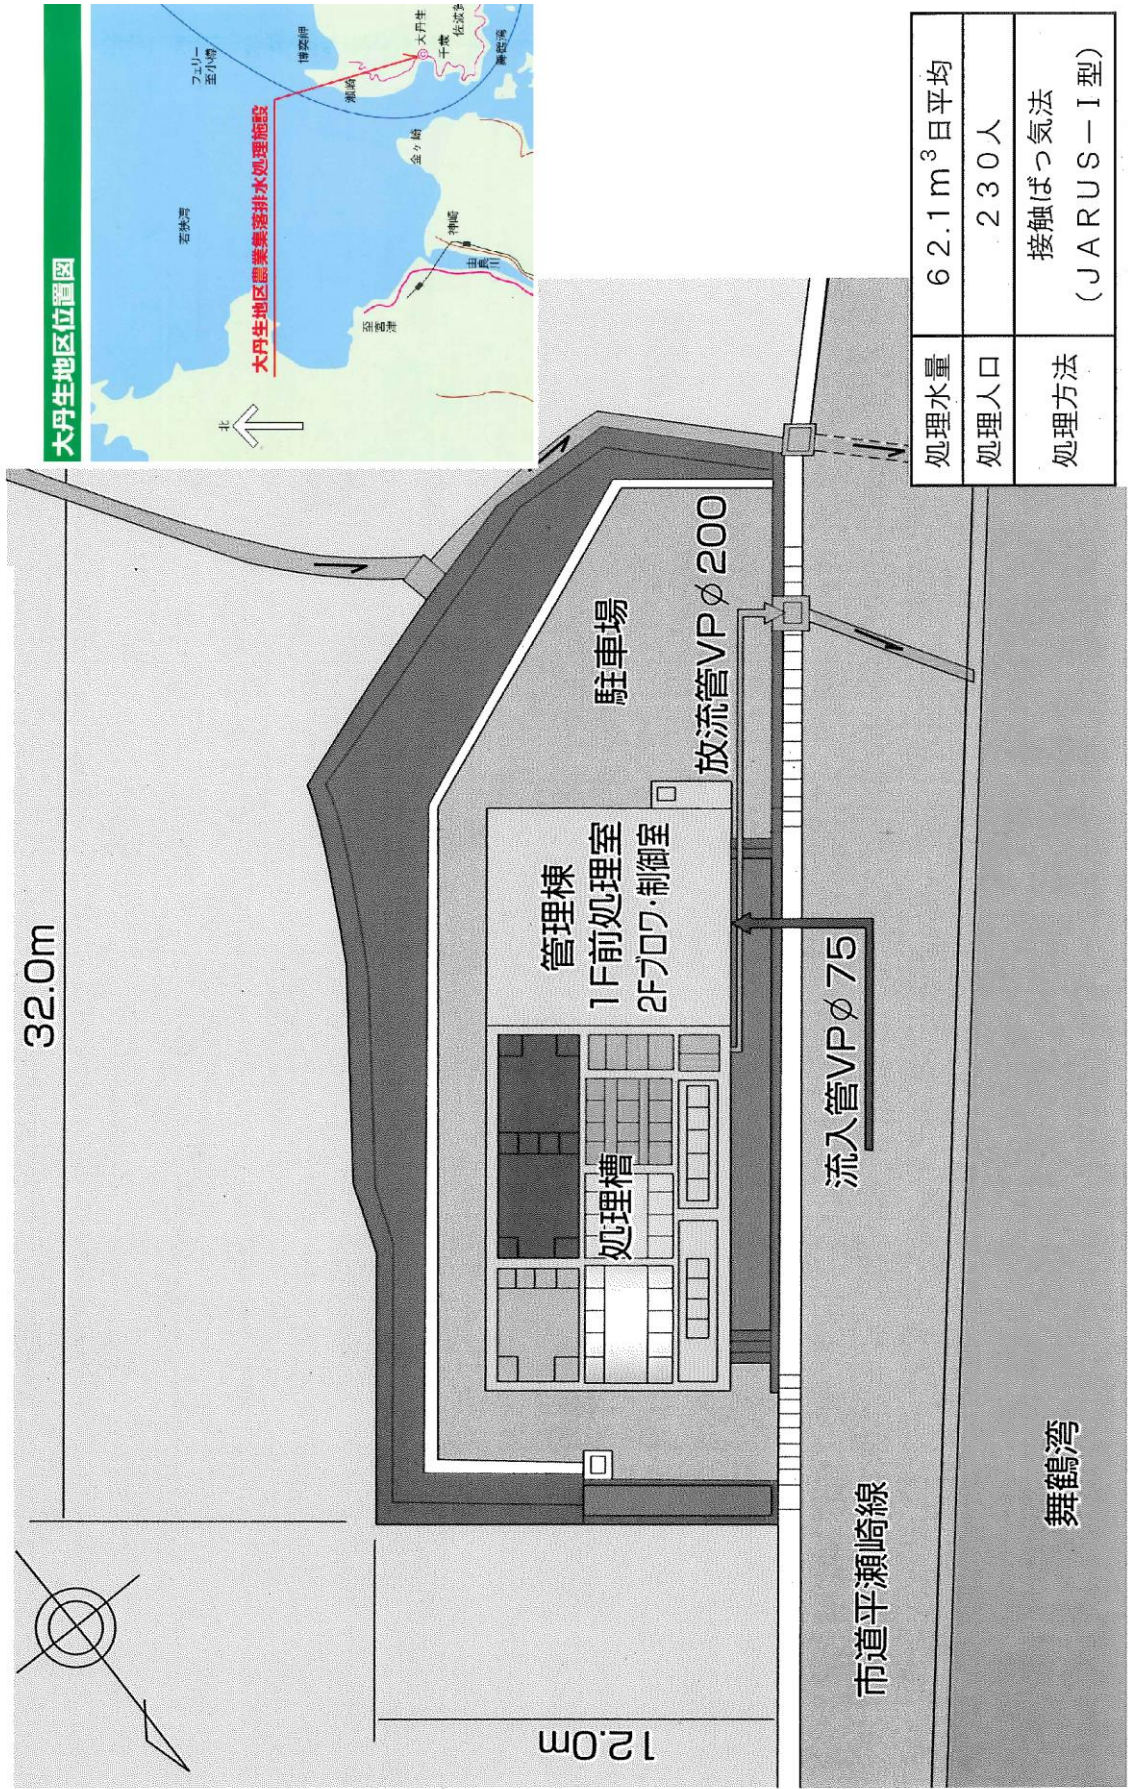 大丹生地区位置図
フェリー
至小樽
博奕岬
若狭湾
瀬崎
大丹生
千歳
佐波賀
舞鶴湾
大丹生地区農業集落排水処理施設
金ヶ崎
神崎
由良川
至宮津
北
32.0m
12.0m
管理棟
1F前処理室
2Fブロワ・制御室
処理槽
駐車場
放流管VPØ200
流入管VPØ75
市道平瀬崎線
舞鶴湾
処理水量 62.1m³日平均
処理人口 230人
処理方法 接触ばっ気法
(JARUS－Ⅰ型)